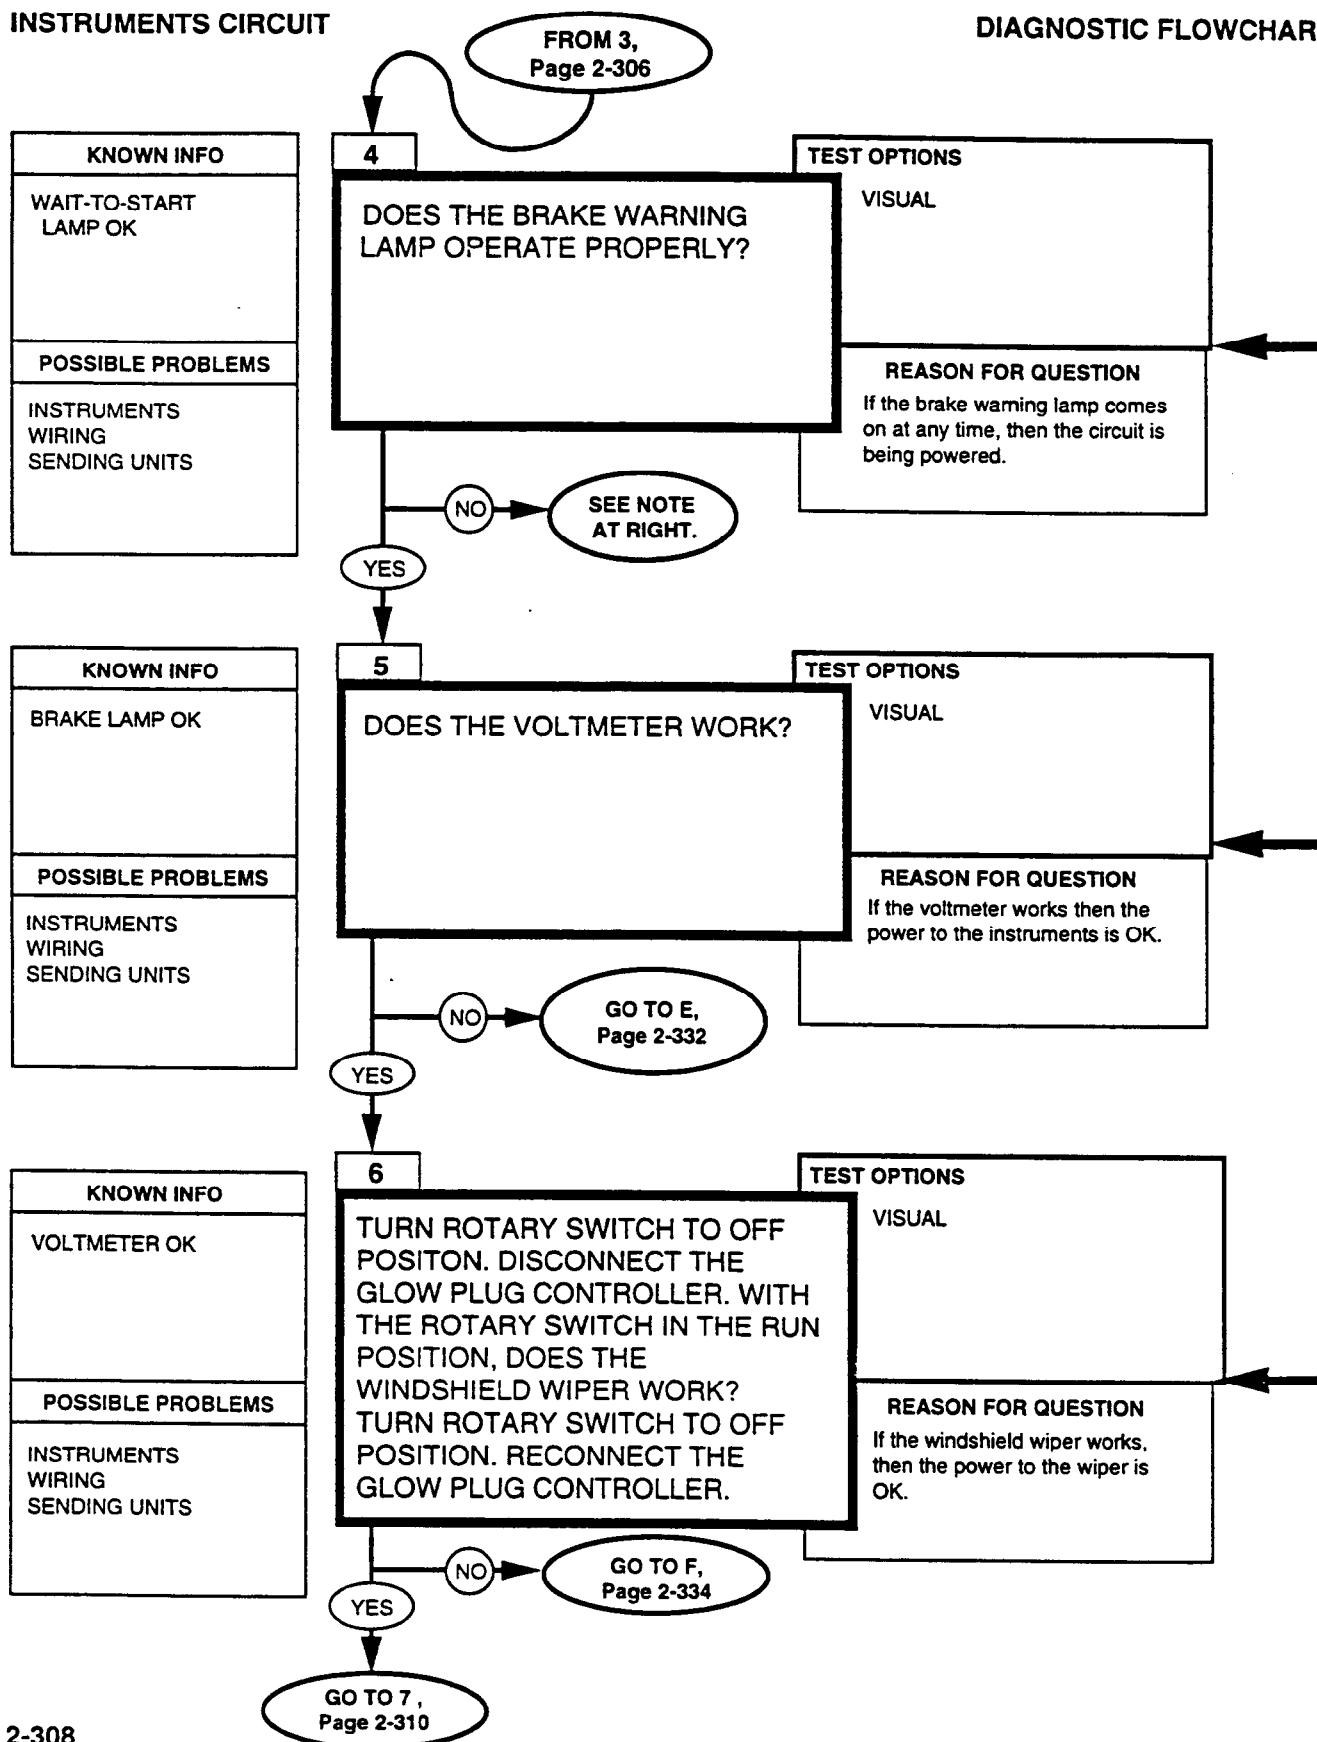 INSTRUMENTS CIRCUIT
DIAGNOSTIC FLOWCHAR
FROM 3,
Page 2-306
KNOWN INFO
WAIT-TO-START
LAMP OK
POSSIBLE PROBLEMS
INSTRUMENTS
WIRING
SENDING UNITS
4
DOES THE BRAKE WARNING
LAMP OPERATE PROPERLY?
TEST OPTIONS
VISUAL
REASON FOR QUESTION
If the brake warning lamp comes
on at any time, then the circuit is
being powered.
NO
SEE NOTE
AT RIGHT.
YES
KNOWN INFO
BRAKE LAMP OK
POSSIBLE PROBLEMS
INSTRUMENTS
WIRING
SENDING UNITS
5
DOES THE VOLTMETER WORK?
TEST OPTIONS
VISUAL
REASON FOR QUESTION
If the voltmeter works then the
power to the instruments is OK.
NO
GO TO E,
Page 2-332
YES
KNOWN INFO
VOLTMETER OK
POSSIBLE PROBLEMS
INSTRUMENTS
WIRING
SENDING UNITS
6
TURN ROTARY SWITCH TO OFF
POSITON. DISCONNECT THE
GLOW PLUG CONTROLLER. WITH
THE ROTARY SWITCH IN THE RUN
POSITION, DOES THE
WINDSHIELD WIPER WORK?
TURN ROTARY SWITCH TO OFF
POSITION. RECONNECT THE
GLOW PLUG CONTROLLER.
TEST OPTIONS
VISUAL
REASON FOR QUESTION
If the windshield wiper works,
then the power to the wiper is
OK.
NO
GO TO F,
Page 2-334
YES
GO TO 7 ,
Page 2-310
2-308